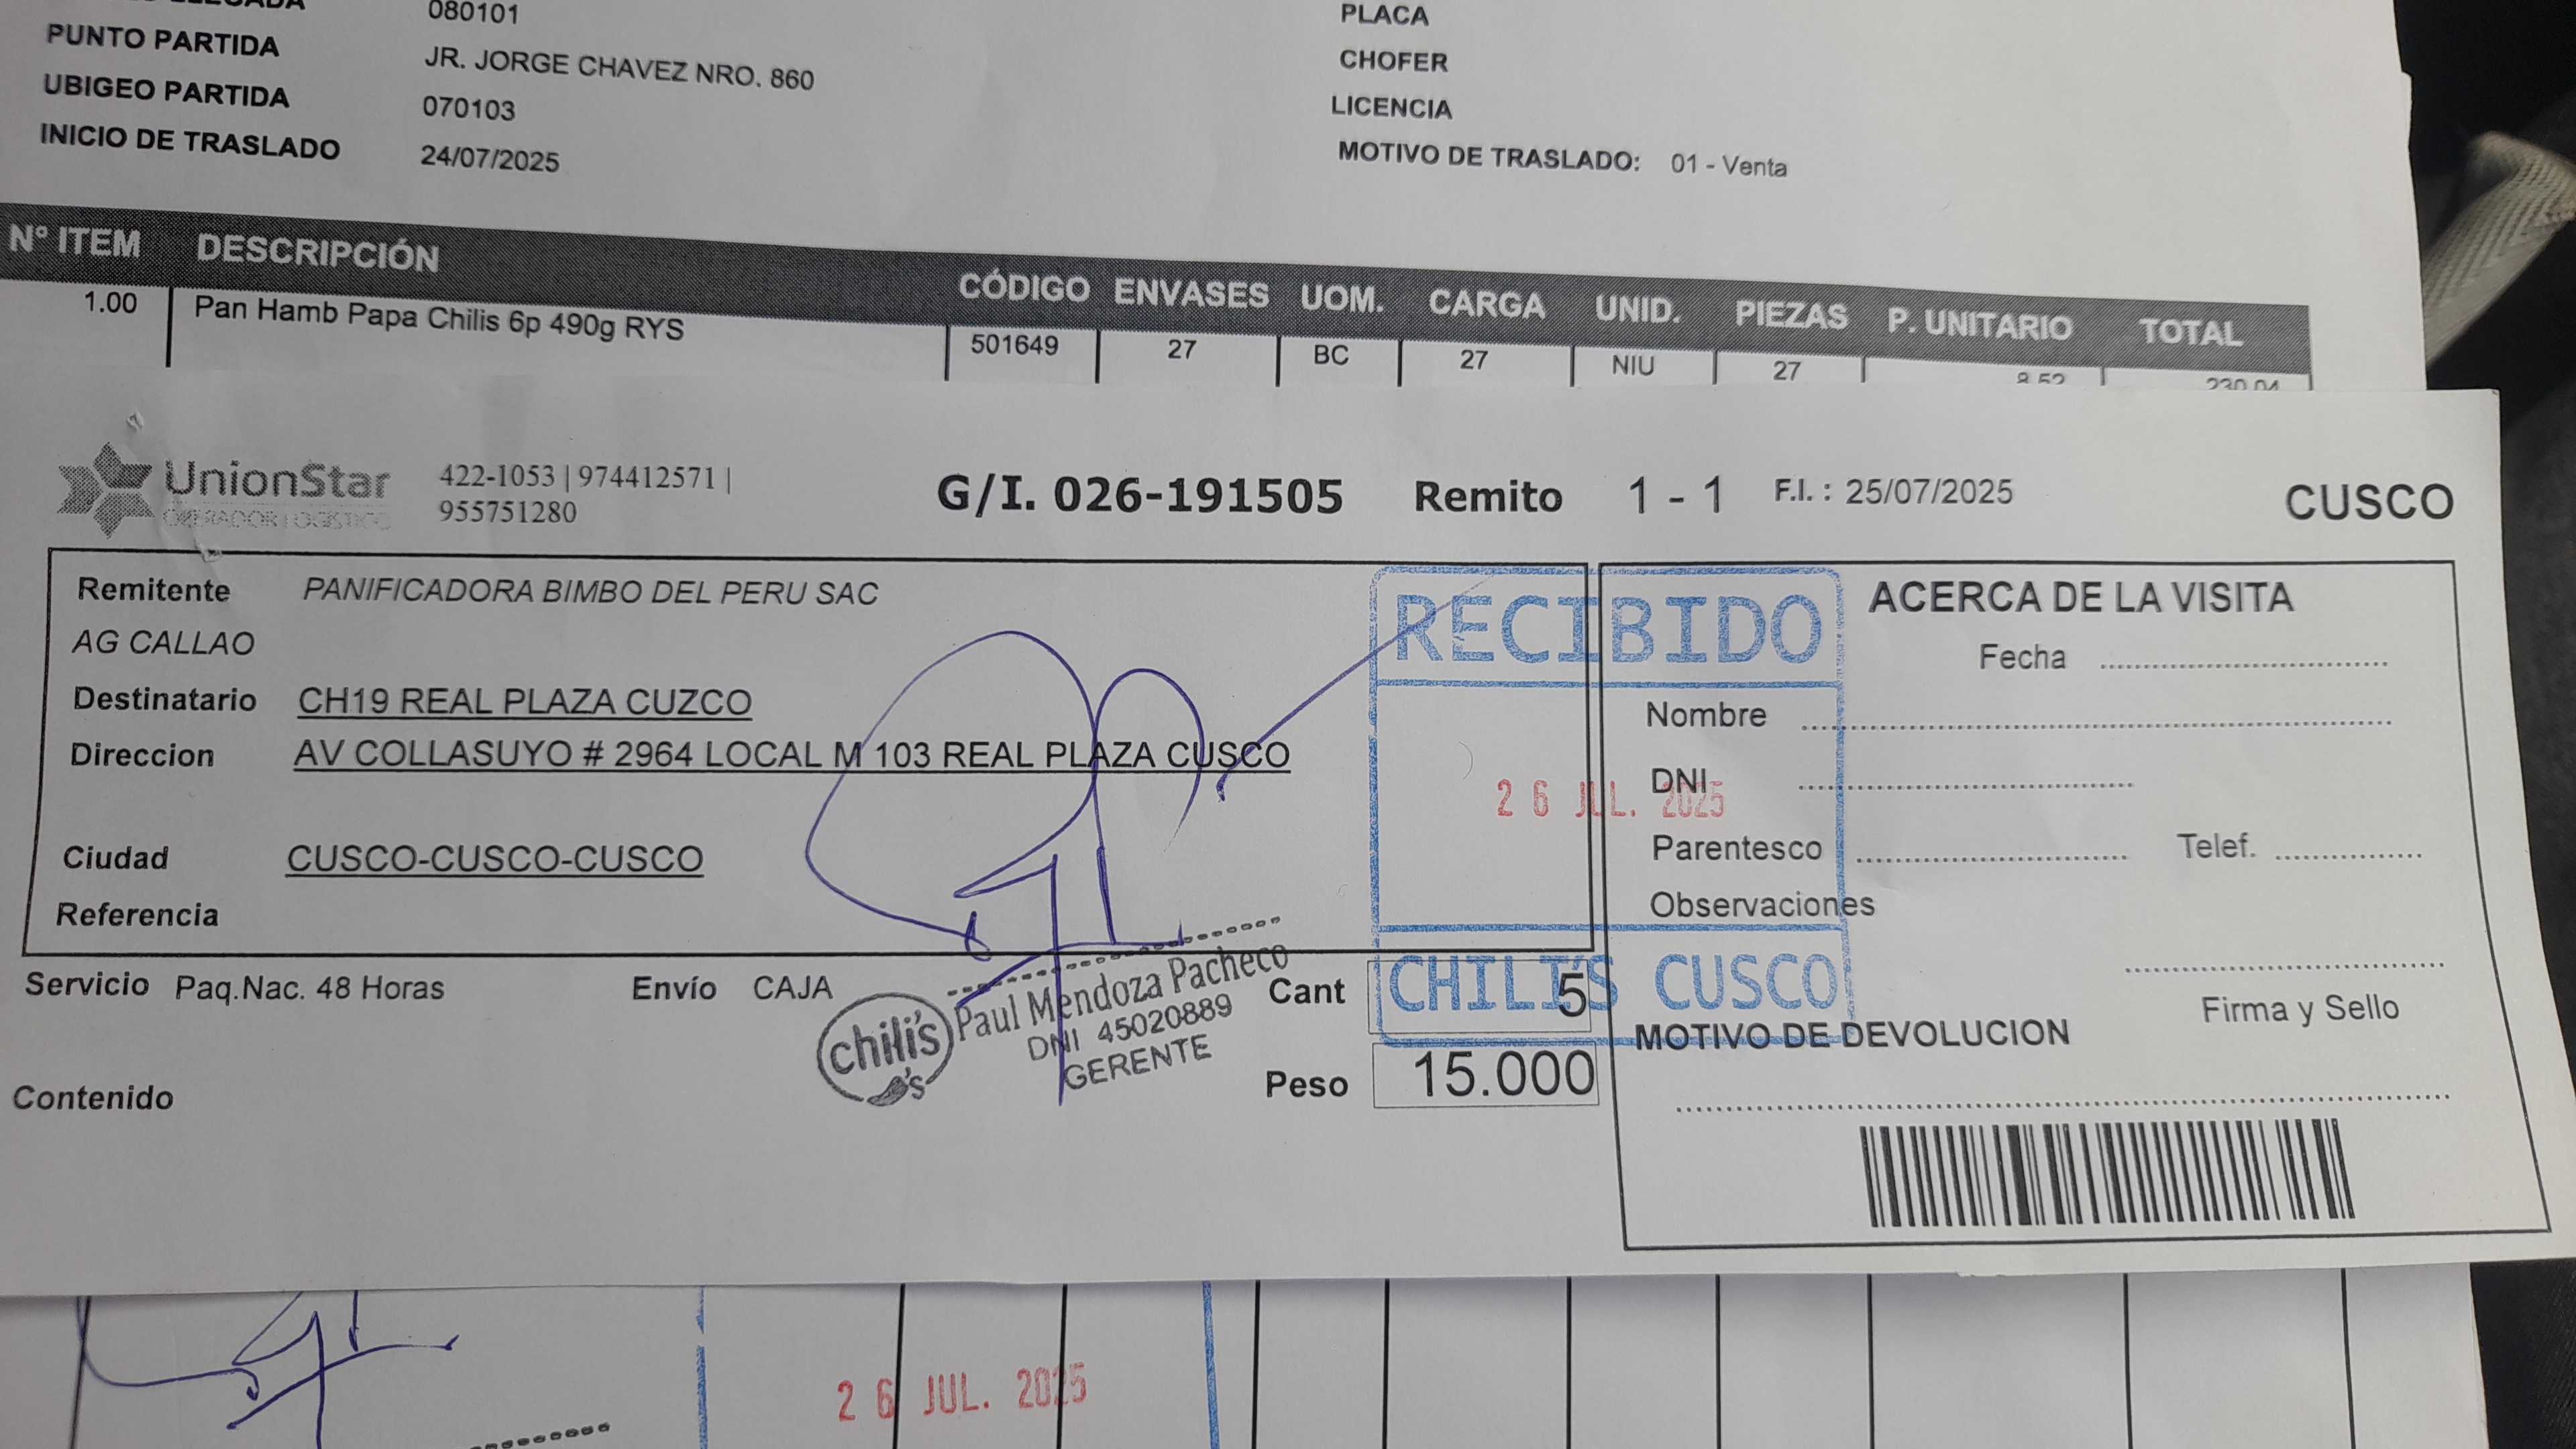 080101
PUNTO PARTIDA JR. JORGE CHAVEZ NRO. 860
UBIGEO PARTIDA 070103
INICIO DE TRASLADO 24/07/2025
PLACA
CHOFER
LICENCIA
MOTIVO DE TRASLADO: 01 - Venta
Nº ITEM DESCRIPCIÓN CÓDIGO ENVASES UOM. CARGA UNID. PIEZAS P. UNITARIO TOTAL
1.00 Pan Hamb Papa Chilis 6p 490g RYS 501649 27 BC 27 NIU 27 8.52 230.04
UnionStar
OPERADOR LOGISTICO
422-1053 | 974412571 |
955751280
G/I. 026-191505 Remito 1 - 1 F.I. : 25/07/2025 CUSCO
Remitente PANIFICADORA BIMBO DEL PERU SAC
AG CALLAO
Destinatario CH19 REAL PLAZA CUZCO
Direccion AV COLLASUYO # 2964 LOCAL M 103 REAL PLAZA CUSCO
Ciudad CUSCO-CUSCO-CUSCO
Referencia
RECIBIDO
26 JUL. 2025
CHILI'S CUSCO
ACERCA DE LA VISITA
Fecha
Nombre
DNI
Parentesco Telef.
Observaciones
Firma y Sello
MOTIVO DE DEVOLUCION
Servicio Paq.Nac. 48 Horas Envío CAJA Cant 5
Peso 15.000
Contenido
chili's
Paul Mendoza Pacheco
DNI 45020889
GERENTE
26 JUL. 2025